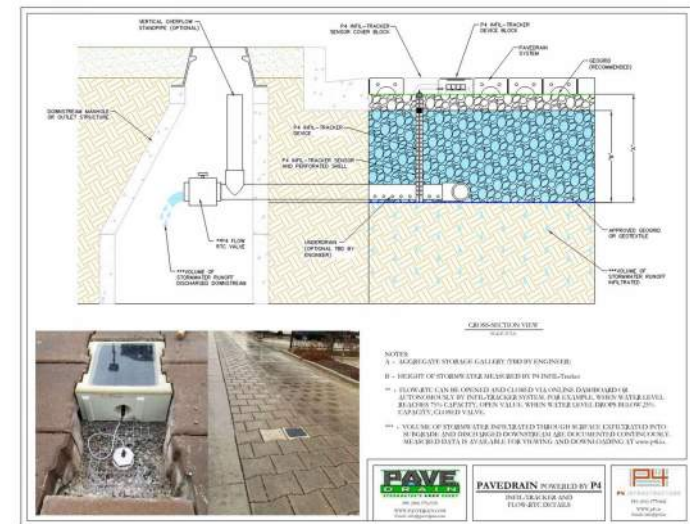 VERTICAL OVERFLOW
STANDPIPE (OPTIONAL)
P4 INFIL-TRACKER
SENSOR COVER BLOCK
P4 INFIL-TRACKER
DEVICE BLOCK
PAVEDRAIN
SYSTEM
GEOGRID
(RECOMMENDED)
DOWNSTREAM MANHOLE
OR OUTLET STRUCTURE
P4 INFIL-TRACKER
DEVICE
P4 INFIL-TRACKER SENSOR
AND PERFORATED SHELL
**P4 FLOW
RTC VALVE
UNDERDRAIN
(OPTIONAL TBD BY
ENGINEER)
APPROVED GEOGRID
OR GEOTEXTILE
***VOLUME OF
STORMWATER RUNOFF
DISCHARGED DOWNSTREAM
***VOLUME OF
STORMWATER RUNOFF
INFILTRATED
CROSS-SECTION VIEW
NOTES:
A - AGGREGATE STORAGE GALLERY (TBD BY ENGINEER)
B - HEIGHT OF STORMWATER MEASURED BY P4 INFIL-Tracker
** : FLOW-RTC CAN BE OPENED AND CLOSED VIA ONLINE DASHBOARD OR
AUTONOMOUSLY BY INFIL-TRACKER SYSTEM. FOR EXAMPLE, WHEN WATER LEVEL
REACHES 75% CAPACITY, OPEN VALVE. WHEN WATER LEVEL DROPS BELOW 25%
CAPACITY, CLOSED VALVE.
*** : VOLUME OF STORMWATER INFILTRATED THROUGH SURFACE EXFILTRATED INTO
SUBGRADE AND DISCHARGED DOWNSTREAM ARE DOCUMENTED CONTINUOUSLY.
MEASURED DATA IS AVAILABLE FOR VIEWING AND DOWNLOADING AT
PAVE
DRAIN
PAVEDRAIN POWERED BY P4
INFIL-TRACKER AND
FLOW-RTC DETAILS
P4
P4 INFRASTRUCTURE